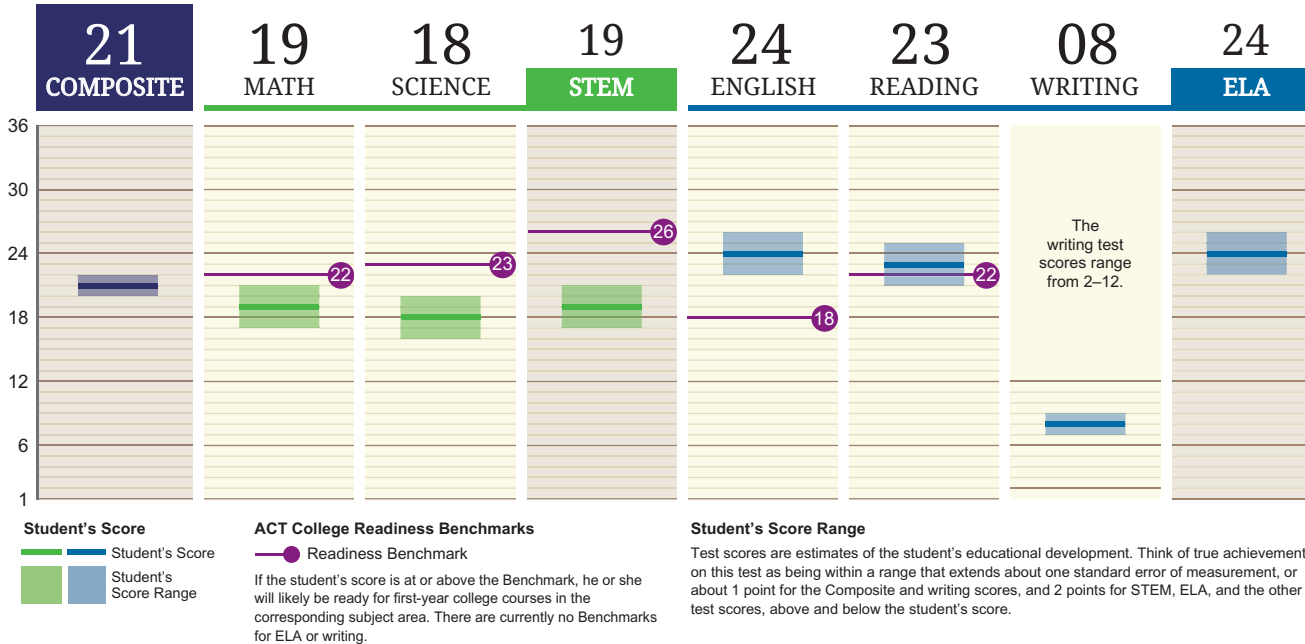 21
COMPOSITE
19
MATH
18
SCIENCE
19
STEM
24
ENGLISH
23
READING
08
WRITING
24
ELA
36
30
24
18
12
6
1
22
23
26
18
22
The
writing test
scores range
from 2–12.
Student’s Score
Student’s Score
Student’s
Score Range
ACT College Readiness Benchmarks
Readiness Benchmark
If the student’s score is at or above the Benchmark, he or she
will likely be ready for first-year college courses in the
corresponding subject area. There are currently no Benchmarks
for ELA or writing.
Student’s Score Range
Test scores are estimates of the student’s educational development. Think of true achievement
on this test as being within a range that extends about one standard error of measurement, or
about 1 point for the Composite and writing scores, and 2 points for STEM, ELA, and the other
test scores, above and below the student’s score.